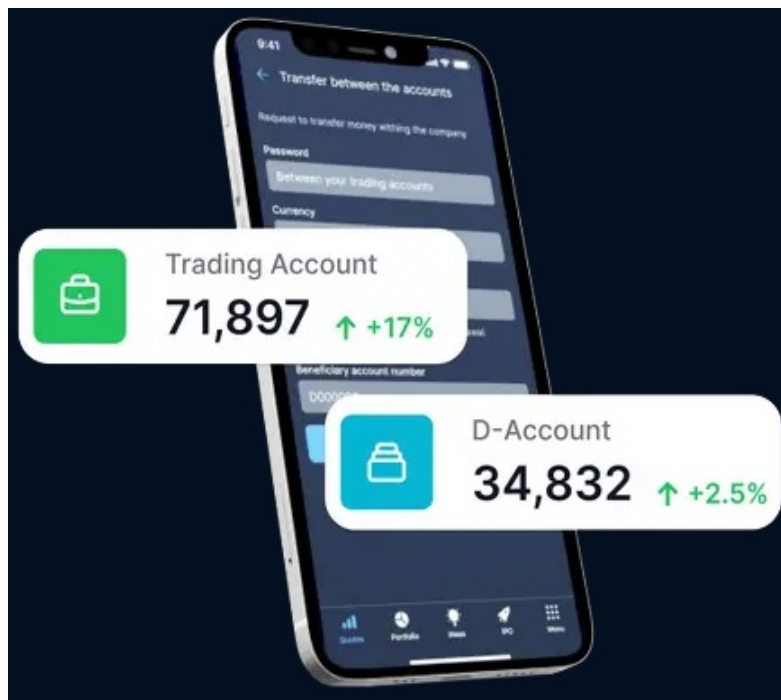 9:41
← Transfer between the accounts
Request to transfer money withing the company
Password
Between your trading accounts
Currency
Trading Account
71,897 ↑ +17%
Beneficiary account number
D-Account
34,832 ↑ +2.5%
Quotes Portfolio Ideas IPO Menu